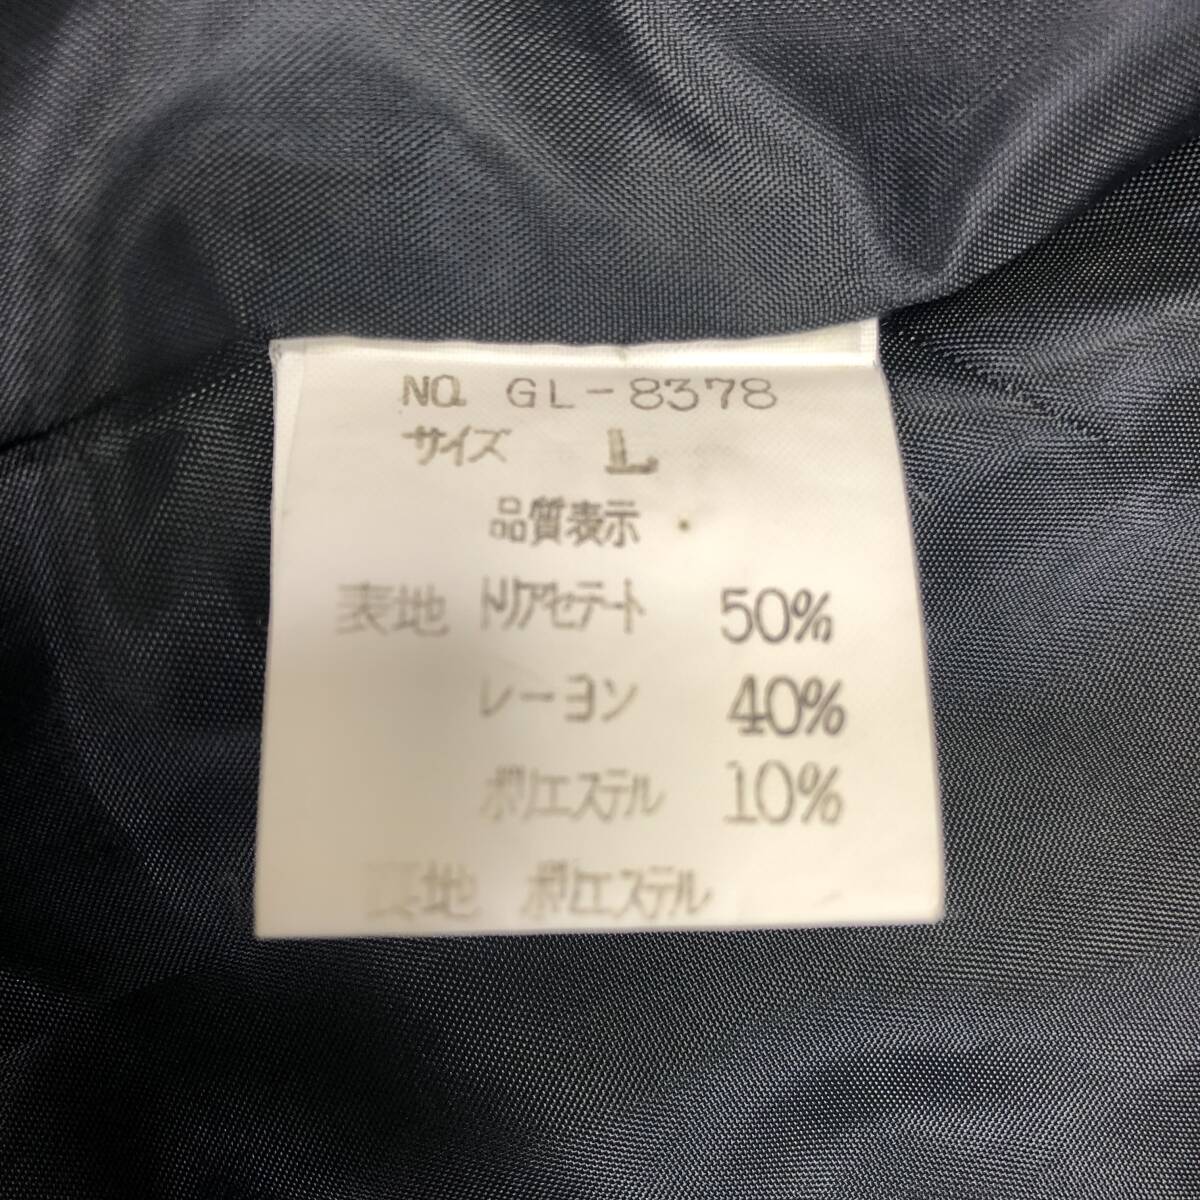 NO. GL-8378
サイズ L
品質表示
表地 トリアセテート 50%
レーヨン 40%
ポリエステル 10%
裏地 ポリエステル